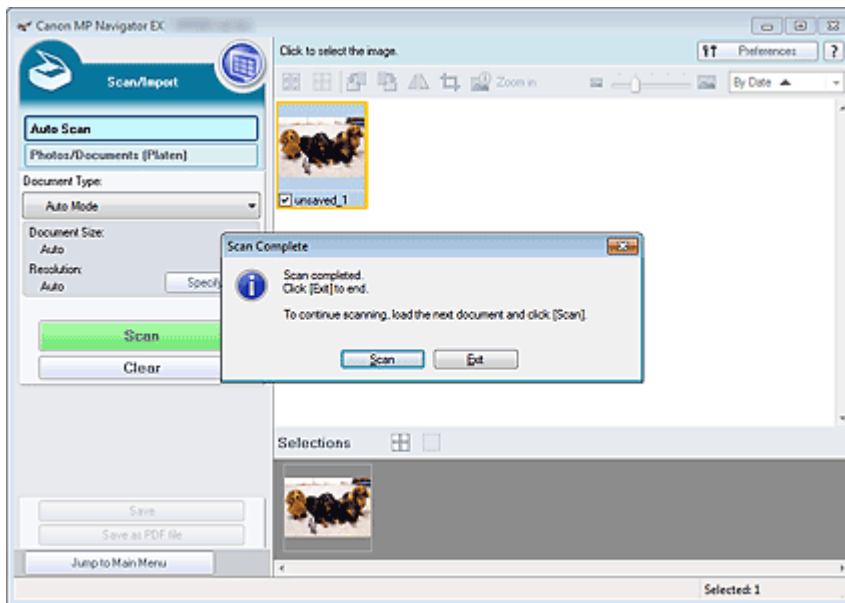 Canon MP Navigator EX
Click to select the image.
Preferences
?
Scan/Import
Zoom in
By Date
Auto Scan
Photos/Documents (Platen)
Document Type:
Auto Mode
unsaved_1
Document Size:
Auto
Resolution:
Auto
Specify
Scan Complete
Scan completed.
Click [Exit] to end.
To continue scanning, load the next document and click [Scan].
Scan
Exit
Scan
Clear
Selections
Save
Save as PDF file
Jump to Main Menu
Selected: 1